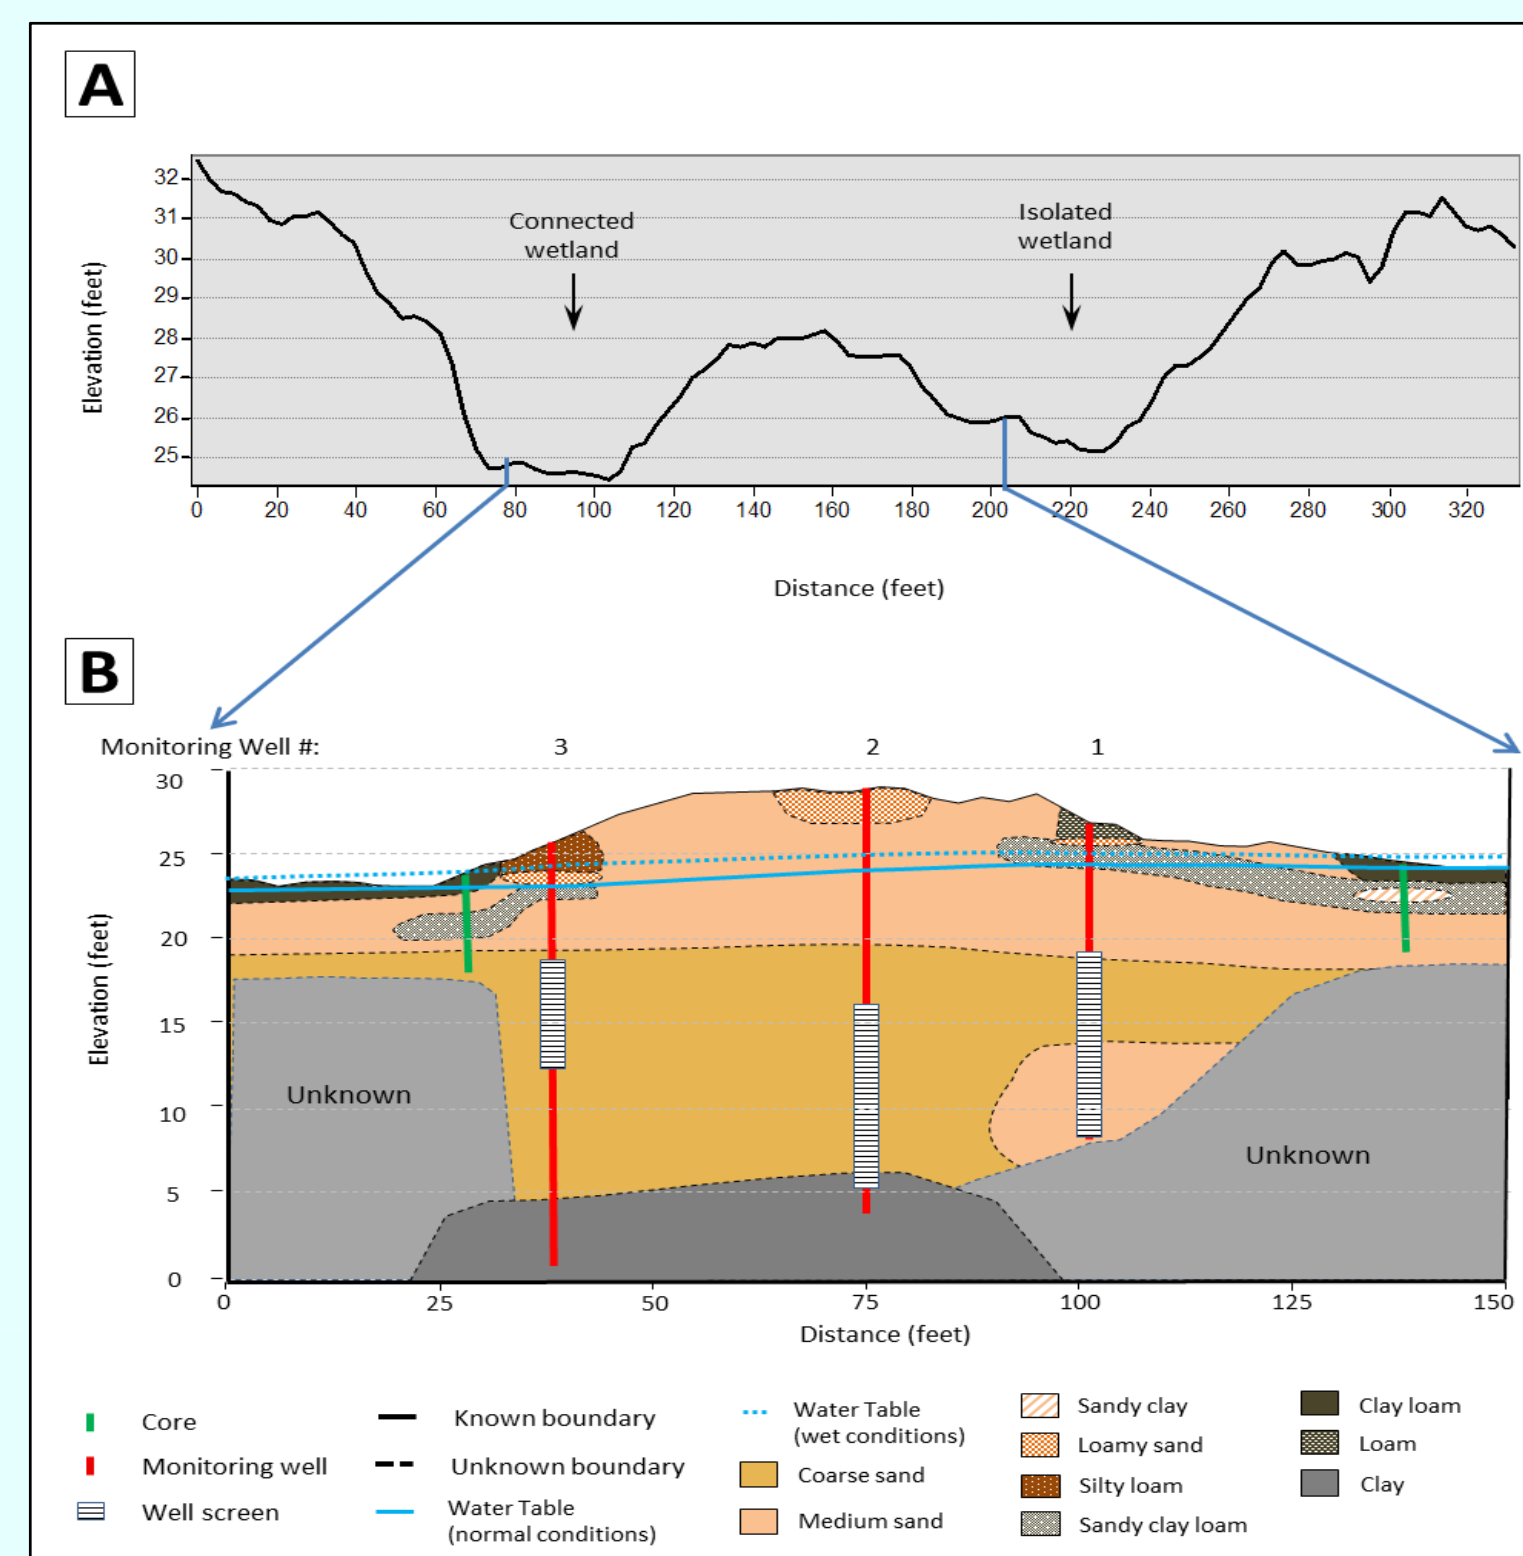 A
32
31
30
29
28
27
26
25
Elevation (feet)
Connected
wetland
Isolated
wetland
0 20 40 60 80 100 120 140 160 180 200 220 240 260 280 300 320
Distance (feet)
B
Monitoring Well #: 3 2 1
30
25
20
15
10
5
0
Elevation (feet)
Unknown
Unknown
0 25 50 75 100 125 150
Distance (feet)
Core
Monitoring well
Well screen
Known boundary
Unknown boundary
Water Table
(normal conditions)
Water Table
(wet conditions)
Coarse sand
Medium sand
Sandy clay
Loamy sand
Silty loam
Sandy clay loam
Clay loam
Loam
Clay